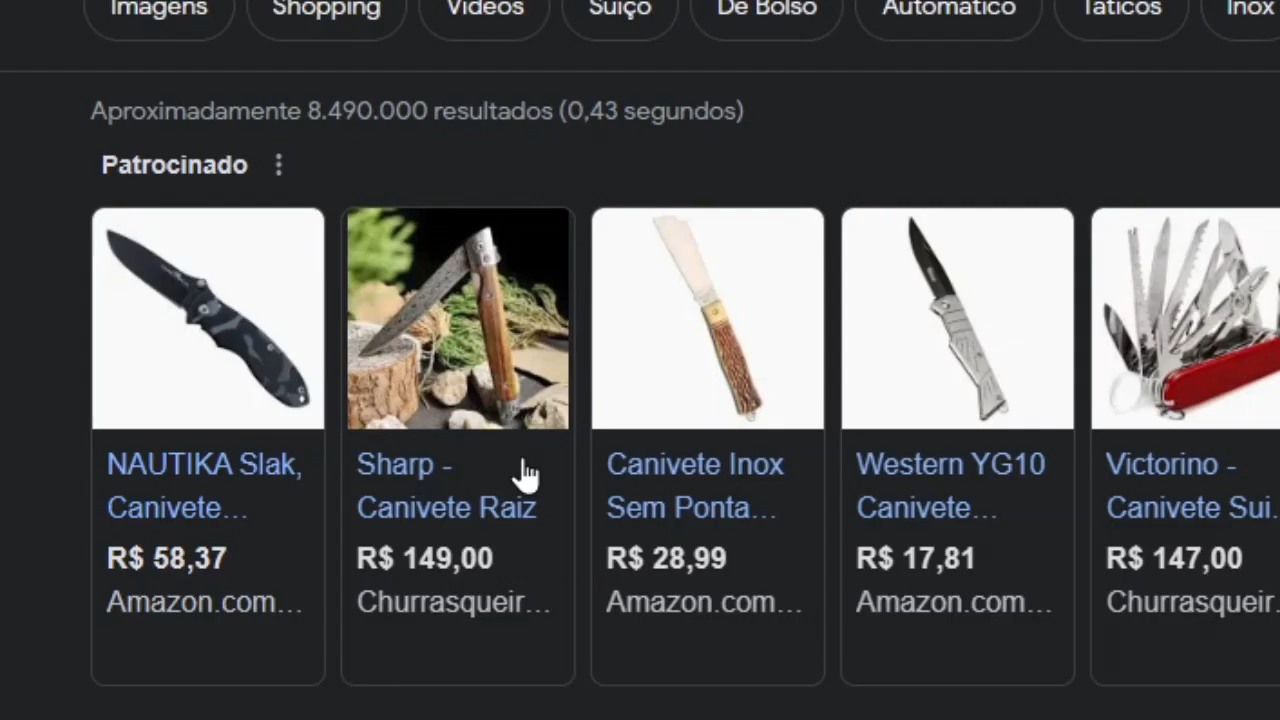 Imagens Shopping Vídeos Suíço De Bolso Automático Táticos Inox
Aproximadamente 8.490.000 resultados (0,43 segundos)
Patrocinado
NAUTIKA Slak,
Canivete...
R$ 58,37
Amazon.com...
Sharp -
Canivete Raiz
R$ 149,00
Churrasqueir...
Canivete Inox
Sem Ponta...
R$ 28,99
Amazon.com...
Western YG10
Canivete...
R$ 17,81
Amazon.com...
Victorino -
Canivete Sui.
R$ 147,00
Churrasqueir.